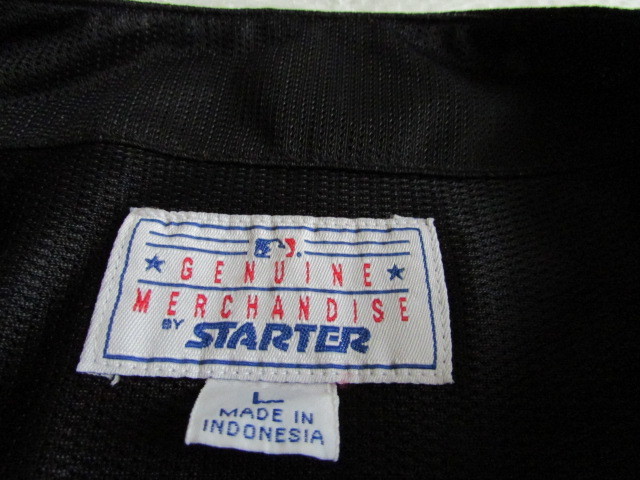 GENUINE
MERCHANDISE
BY STARTER
L
MADE IN
INDONESIA